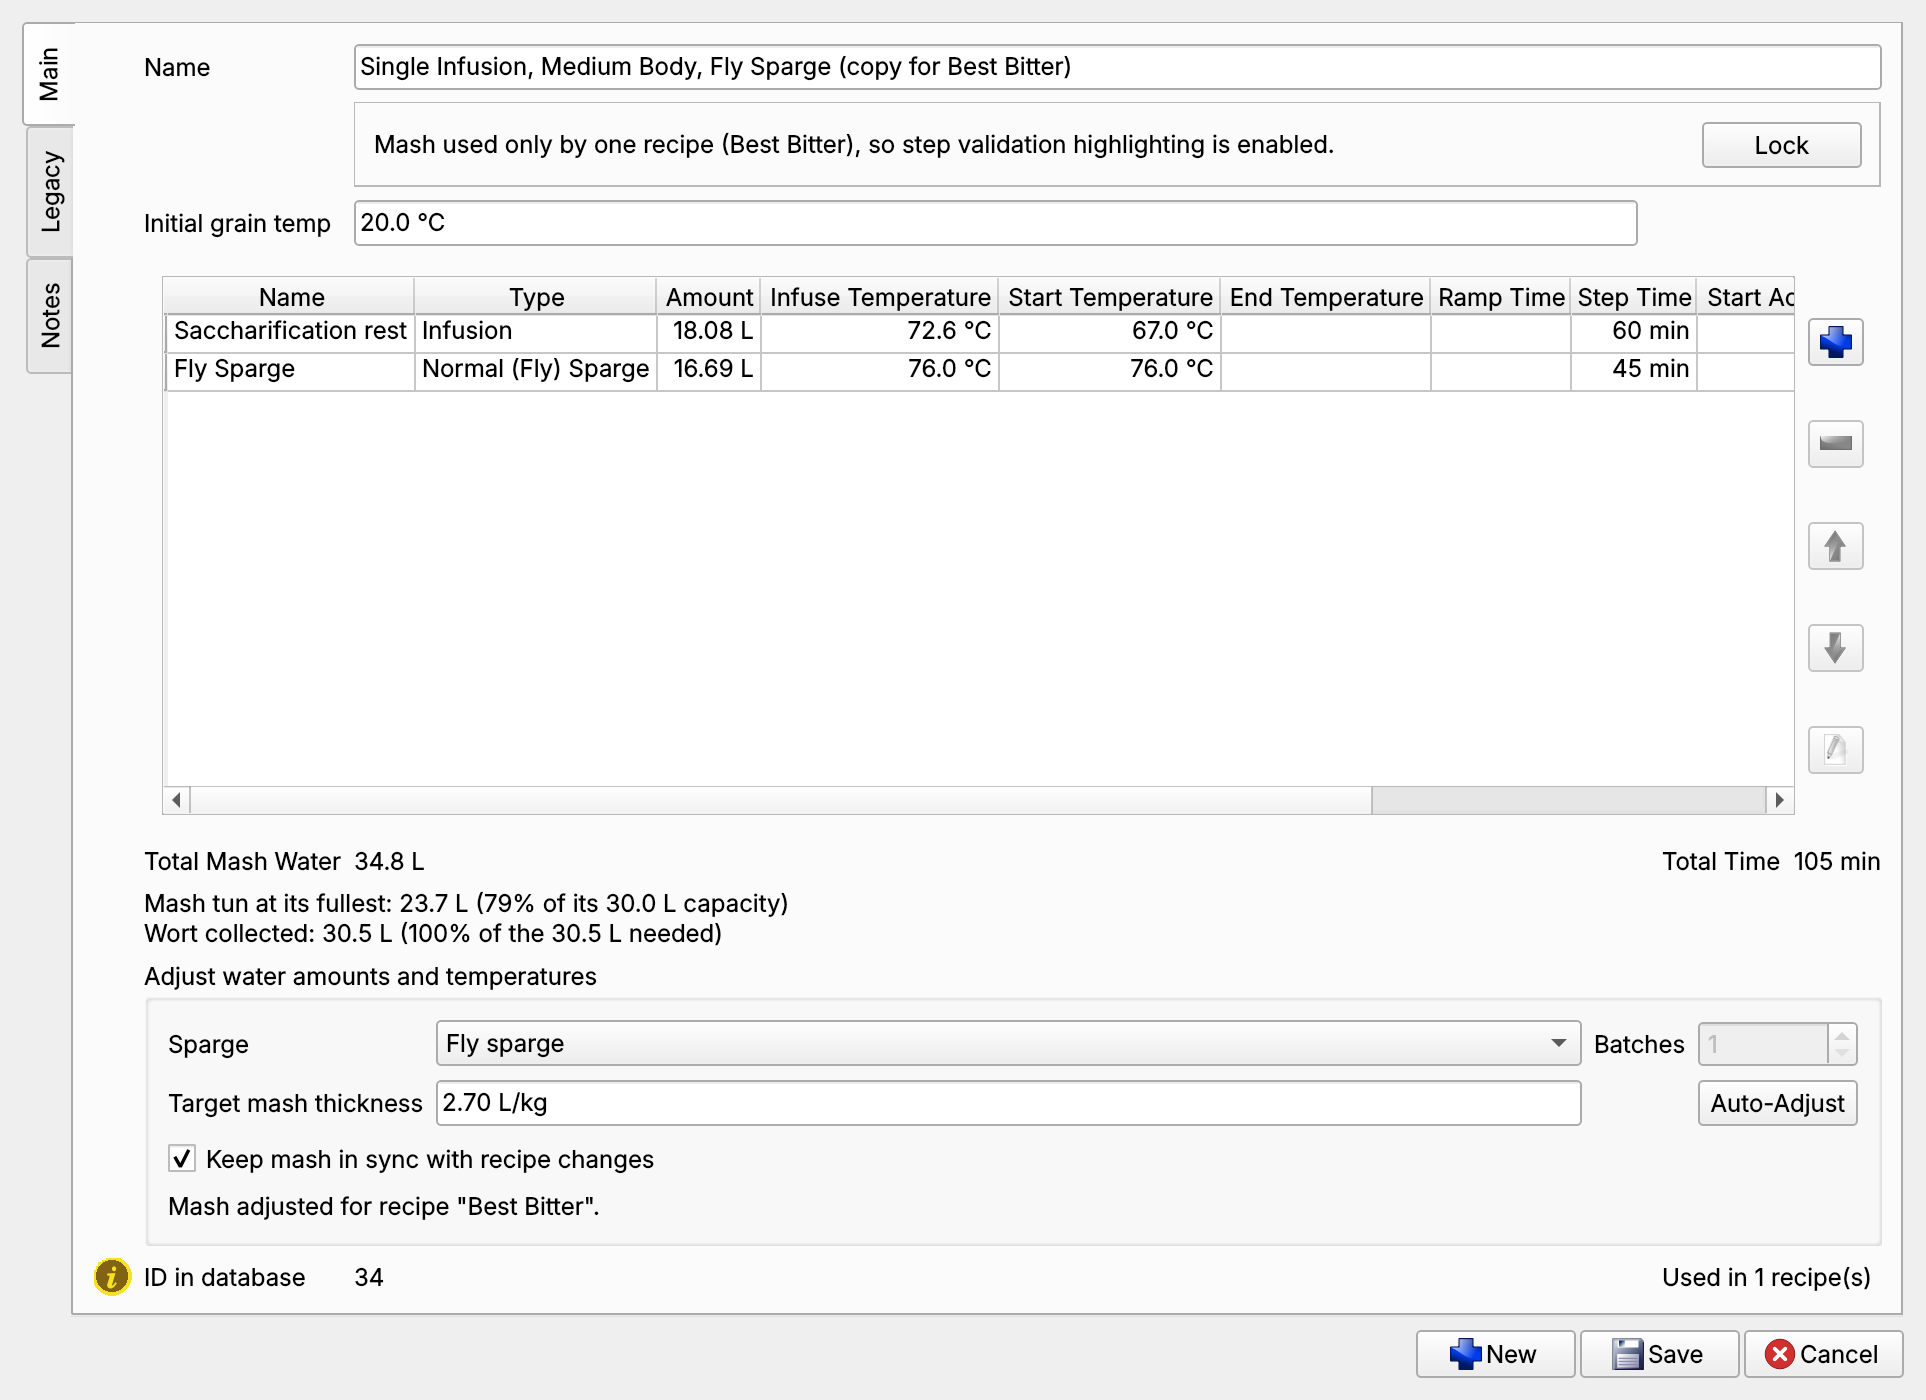 Main
Legacy
Notes
Name Single Infusion, Medium Body, Fly Sparge (copy for Best Bitter)
Mash used only by one recipe (Best Bitter), so step validation highlighting is enabled. Lock
Initial grain temp 20.0 °C
Name Type Amount Infuse Temperature Start Temperature End Temperature Ramp Time Step Time Start Ac
Saccharification rest Infusion 18.08 L 72.6 °C 67.0 °C 60 min
Fly Sparge Normal (Fly) Sparge 16.69 L 76.0 °C 76.0 °C 45 min
Total Mash Water 34.8 L Total Time 105 min
Mash tun at its fullest: 23.7 L (79% of its 30.0 L capacity)
Wort collected: 30.5 L (100% of the 30.5 L needed)
Adjust water amounts and temperatures
Sparge Fly sparge Batches 1
Target mash thickness 2.70 L/kg Auto-Adjust
Keep mash in sync with recipe changes
Mash adjusted for recipe "Best Bitter".
ID in database 34 Used in 1 recipe(s)
New Save Cancel